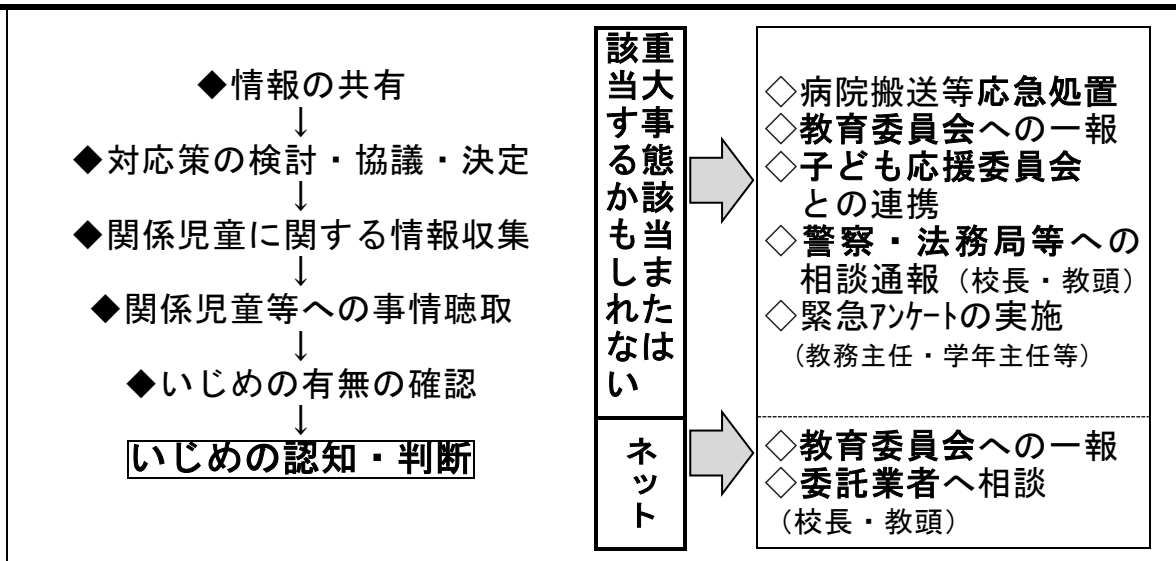 ◆情報の共有
↓
◆対応策の検討・協議・決定
↓
◆関係児童に関する情報収集
↓
◆関係児童等への事情聴取
↓
◆いじめの有無の確認
↓
いじめの認知・判断
重大事態該当または
該当するかもしれない
◇病院搬送等応急処置
◇教育委員会への一報
◇子ども応援委員会
との連携
◇警察・法務局等への
相談通報（校長・教頭）
◇緊急ｱﾝｹｰﾄの実施
（教務主任・学年主任等）
ネット
◇教育委員会への一報
◇委託業者へ相談
（校長・教頭）